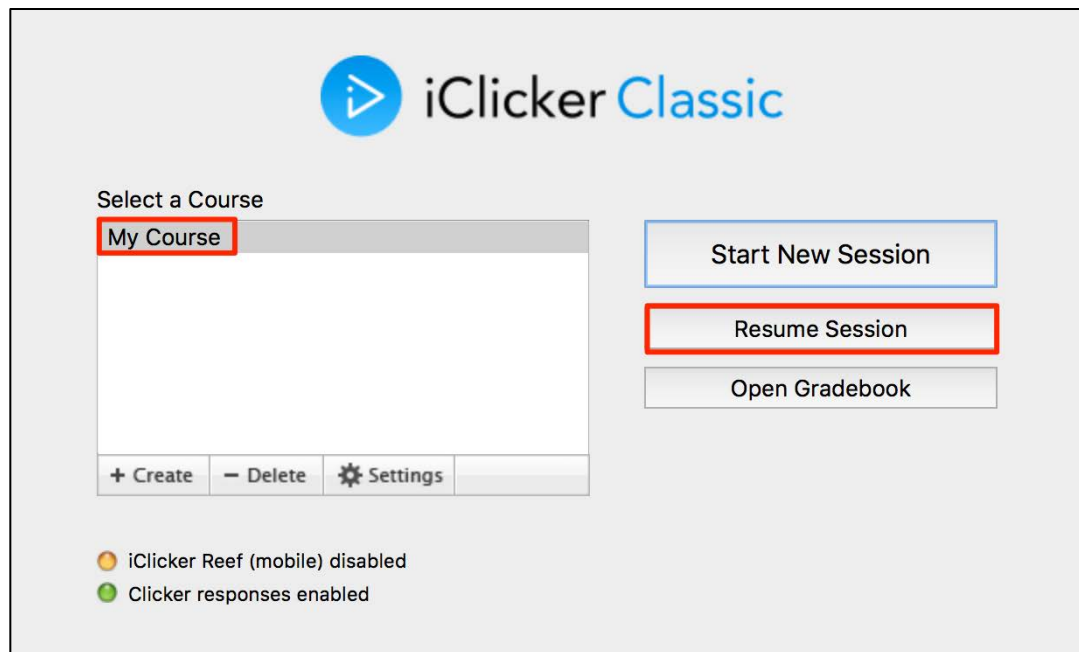 iClicker Classic
Select a Course
My Course
Start New Session
Resume Session
Open Gradebook
+ Create − Delete Settings
iClicker Reef (mobile) disabled
Clicker responses enabled